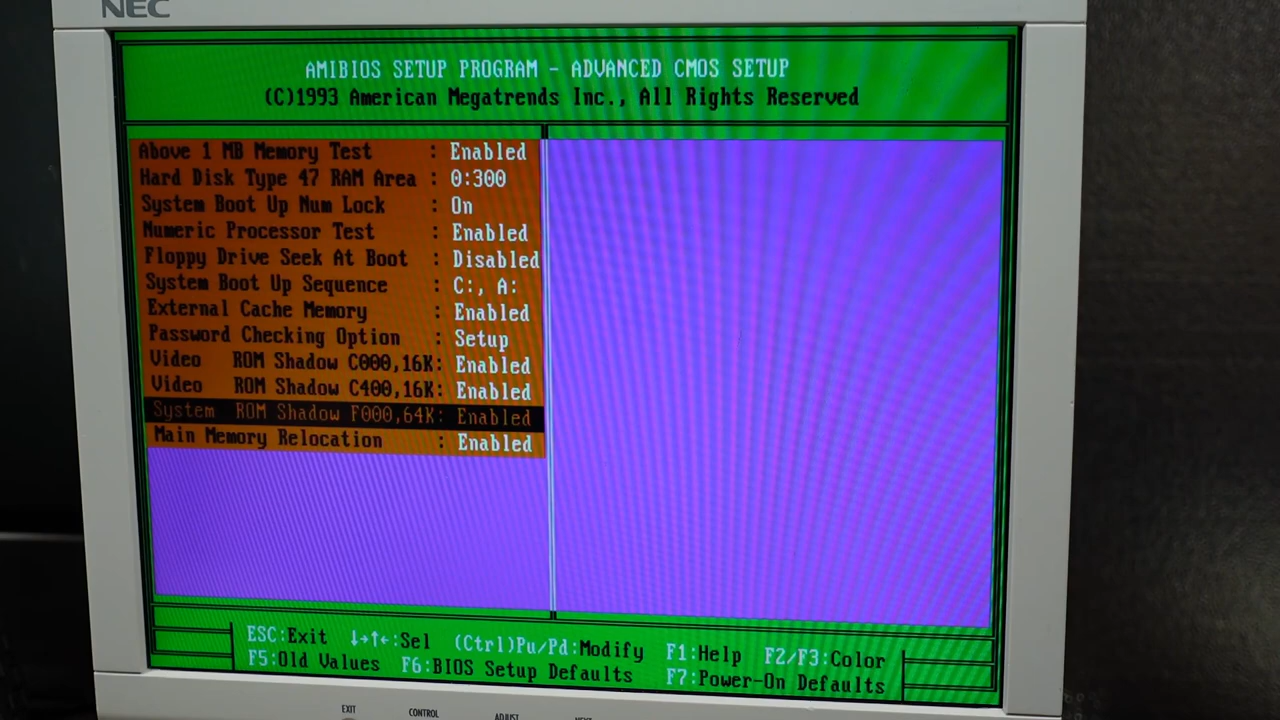 NEC
AMIBIOS SETUP PROGRAM - ADVANCED CMOS SETUP
(C)1993 American Megatrends Inc., All Rights Reserved
Above 1 MB Memory Test : Enabled
Hard Disk Type 47 RAM Area : 0:300
System Boot Up Num Lock : On
Numeric Processor Test : Enabled
Floppy Drive Seek At Boot : Disabled
System Boot Up Sequence : C:, A:
External Cache Memory : Enabled
Password Checking Option : Setup
Video ROM Shadow C000,16K: Enabled
Video ROM Shadow C400,16K: Enabled
System ROM Shadow F000,64K: Enabled
Main Memory Relocation : Enabled
ESC:Exit ↓→↑←:Sel (Ctrl)Pu/Pd:Modify F1:Help F2/F3:Color
F5:Old Values F6:BIOS Setup Defaults F7:Power-On Defaults
EXIT CONTROL ADJUST